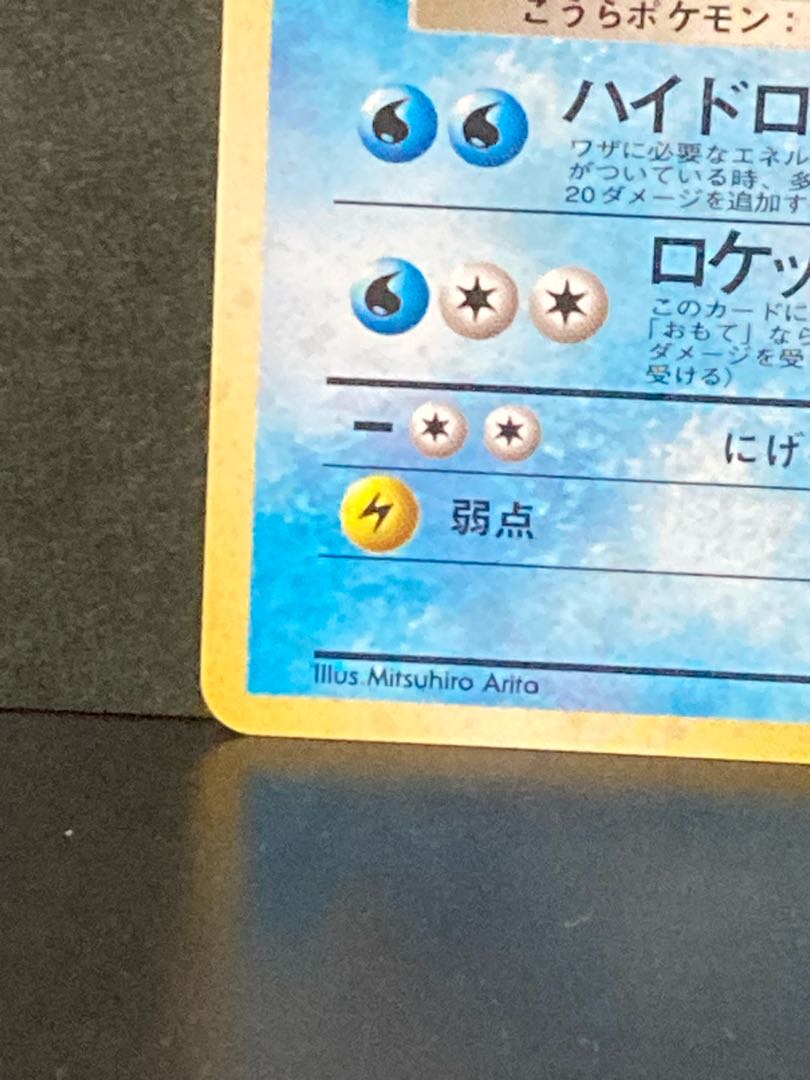 こうらポケモン：
ハイドロ
ワザに必要なエネル
がついている時、多
20ダメージを追加す
ロケッ
このカードに
「おもて」なら
ダメージを受
受ける）
ー
にげ
弱点
Illus. Mitsuhiro Arita